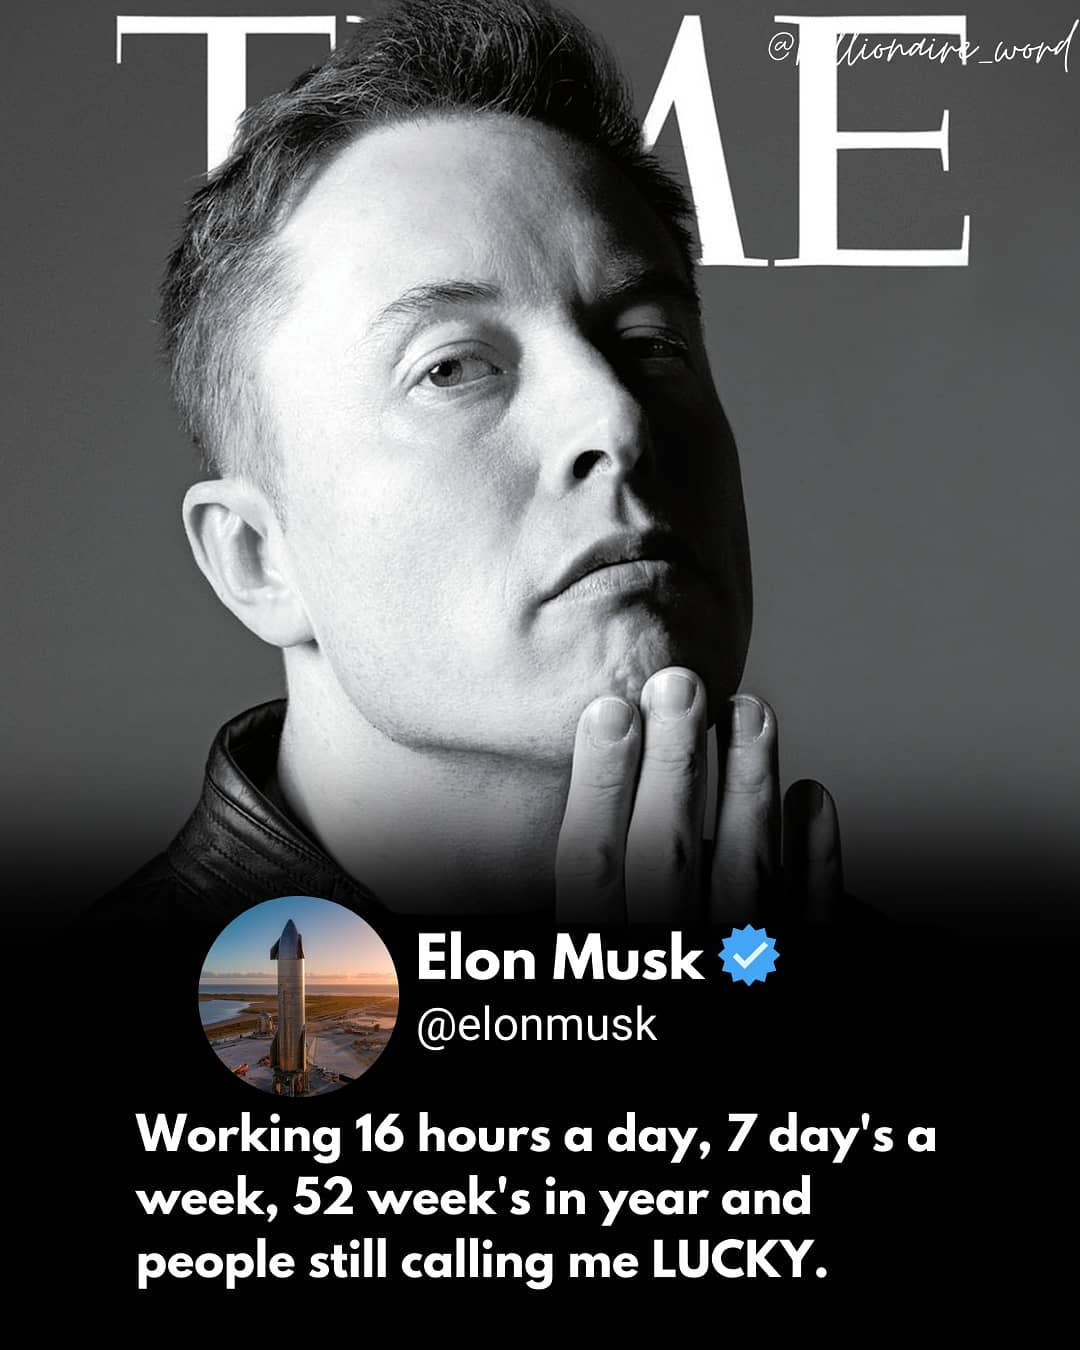 TIME
Elon Musk
@elonmusk
Working 16 hours a day, 7 day's a
week, 52 week's in year and
people still calling me LUCKY.